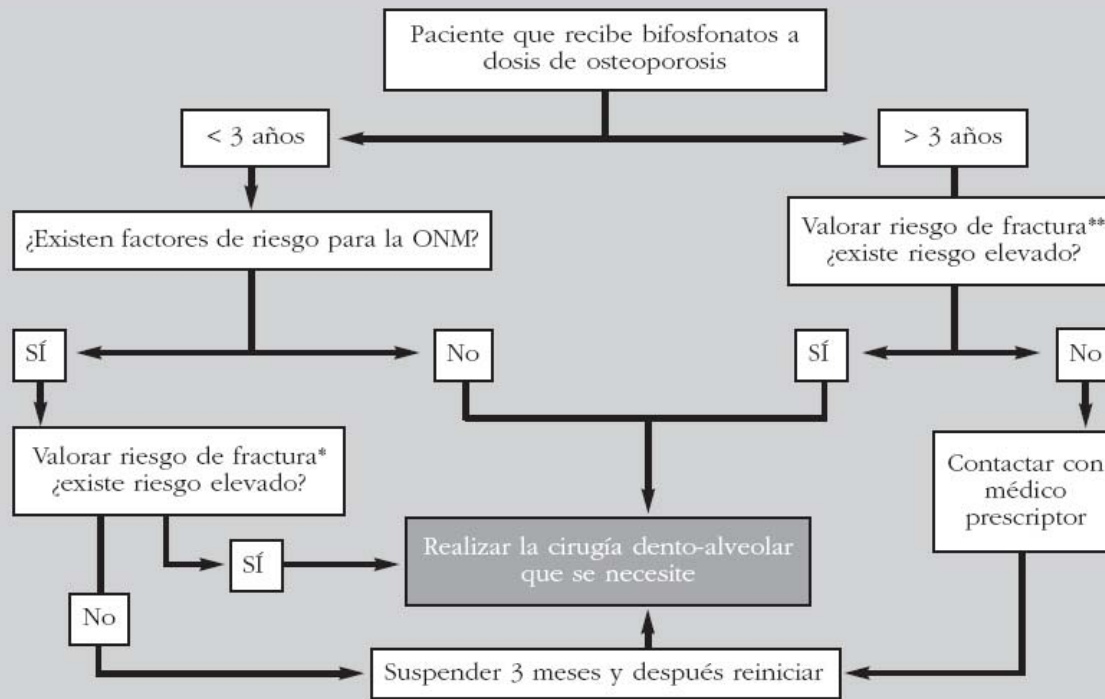 Paciente que recibe bifosfonatos a
dosis de osteoporosis
< 3 años
> 3 años
¿Existen factores de riesgo para la ONM?
Valorar riesgo de fractura**
¿existe riesgo elevado?
SÍ
No
SÍ
No
Valorar riesgo de fractura*
¿existe riesgo elevado?
Contactar con
médico
prescriptor
Realizar la cirugía dento-alveolar
que se necesite
SÍ
No
Suspender 3 meses y después reiniciar